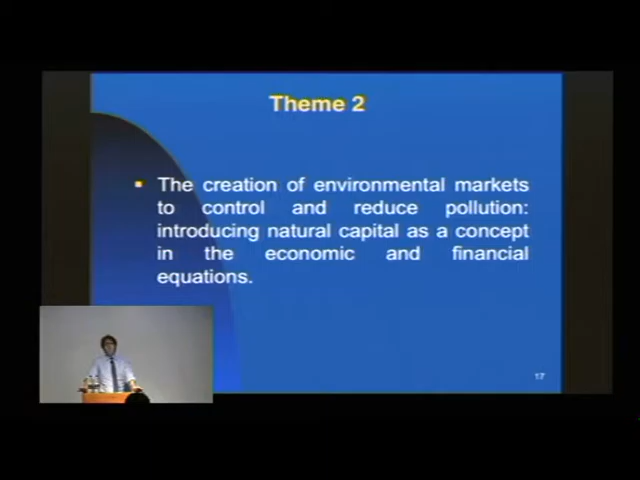 Theme 2
The creation of environmental markets
to control and reduce pollution:
introducing natural capital as a concept
in the economic and financial
equations.
17